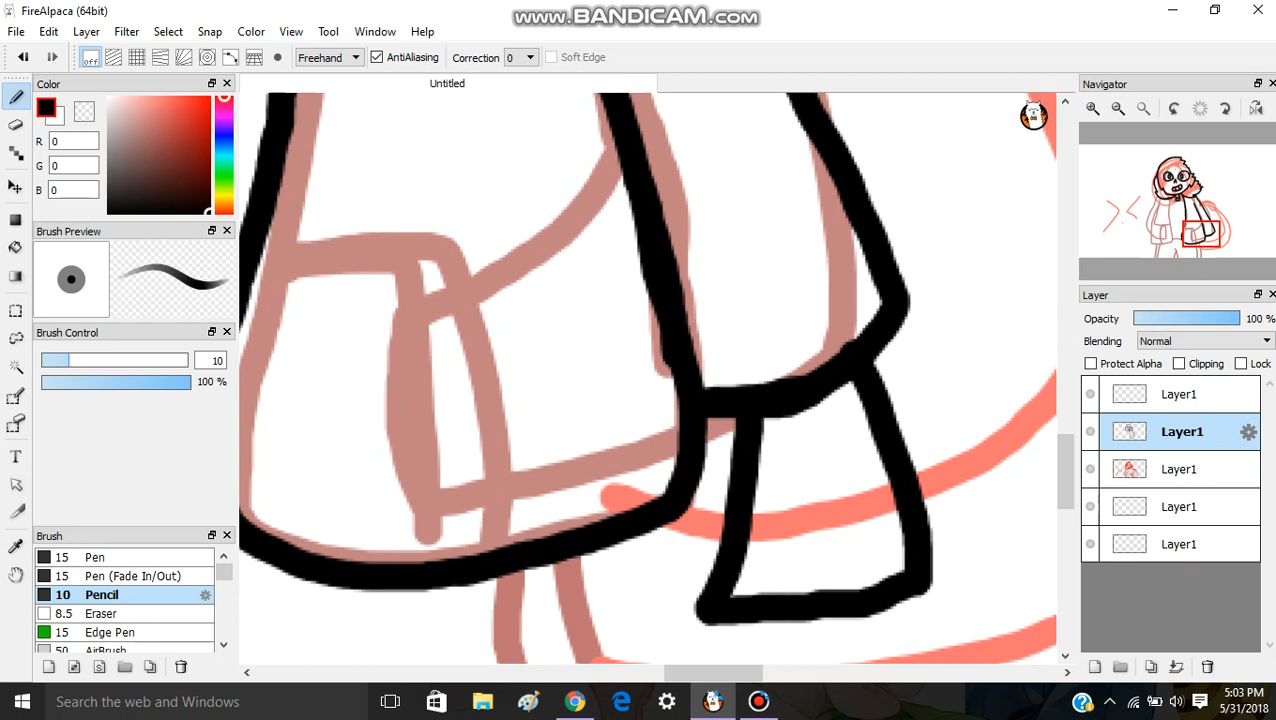 FireAlpaca (64bit)
www.BANDICAM.com
File Edit Layer Filter Select Snap Color View Tool Window Help
off Freehand AntiAliasing Correction 0 Soft Edge
Color
Untitled
Navigator
R 0
G 0
B 0
Brush Preview
Brush Control
10
100 %
Layer
Opacity 100 %
Blending Normal
Protect Alpha Clipping Lock
Layer1
Layer1
Layer1
Layer1
Layer1
Brush
15 Pen
15 Pen (Fade In/Out)
10 Pencil
8.5 Eraser
15 Edge Pen
50 AirBrush
Search the web and Windows
5:03 PM
5/31/2018